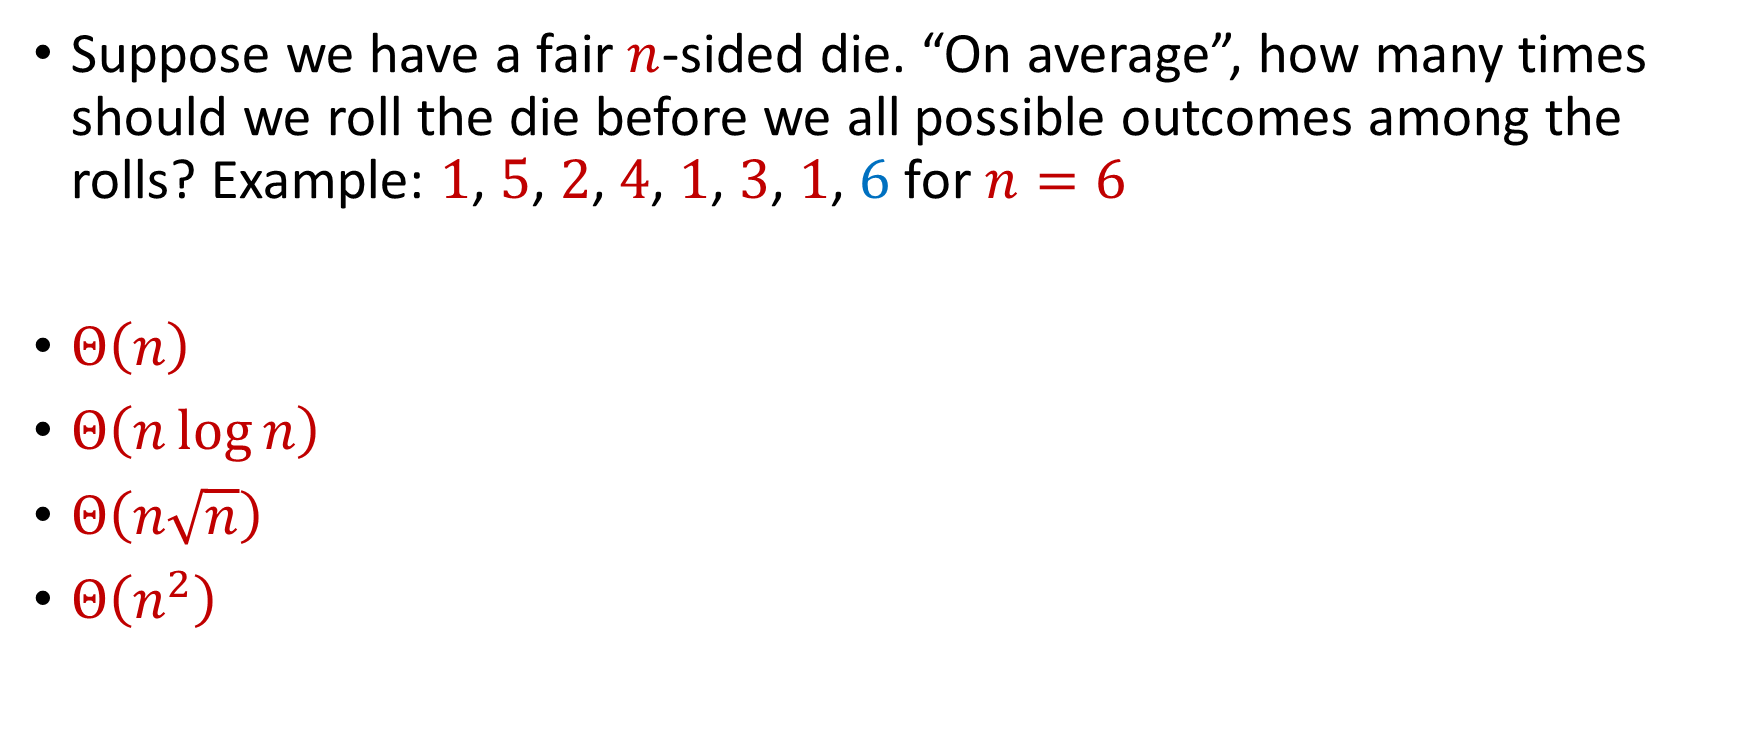 • Suppose we have a fair n-sided die. “On average”, how many times
should we roll the die before we all possible outcomes among the
rolls? Example: 1, 5, 2, 4, 1, 3, 1, 6 for n = 6
• Θ(n)
• Θ(n log n)
• Θ(n√n)
• Θ(n²)